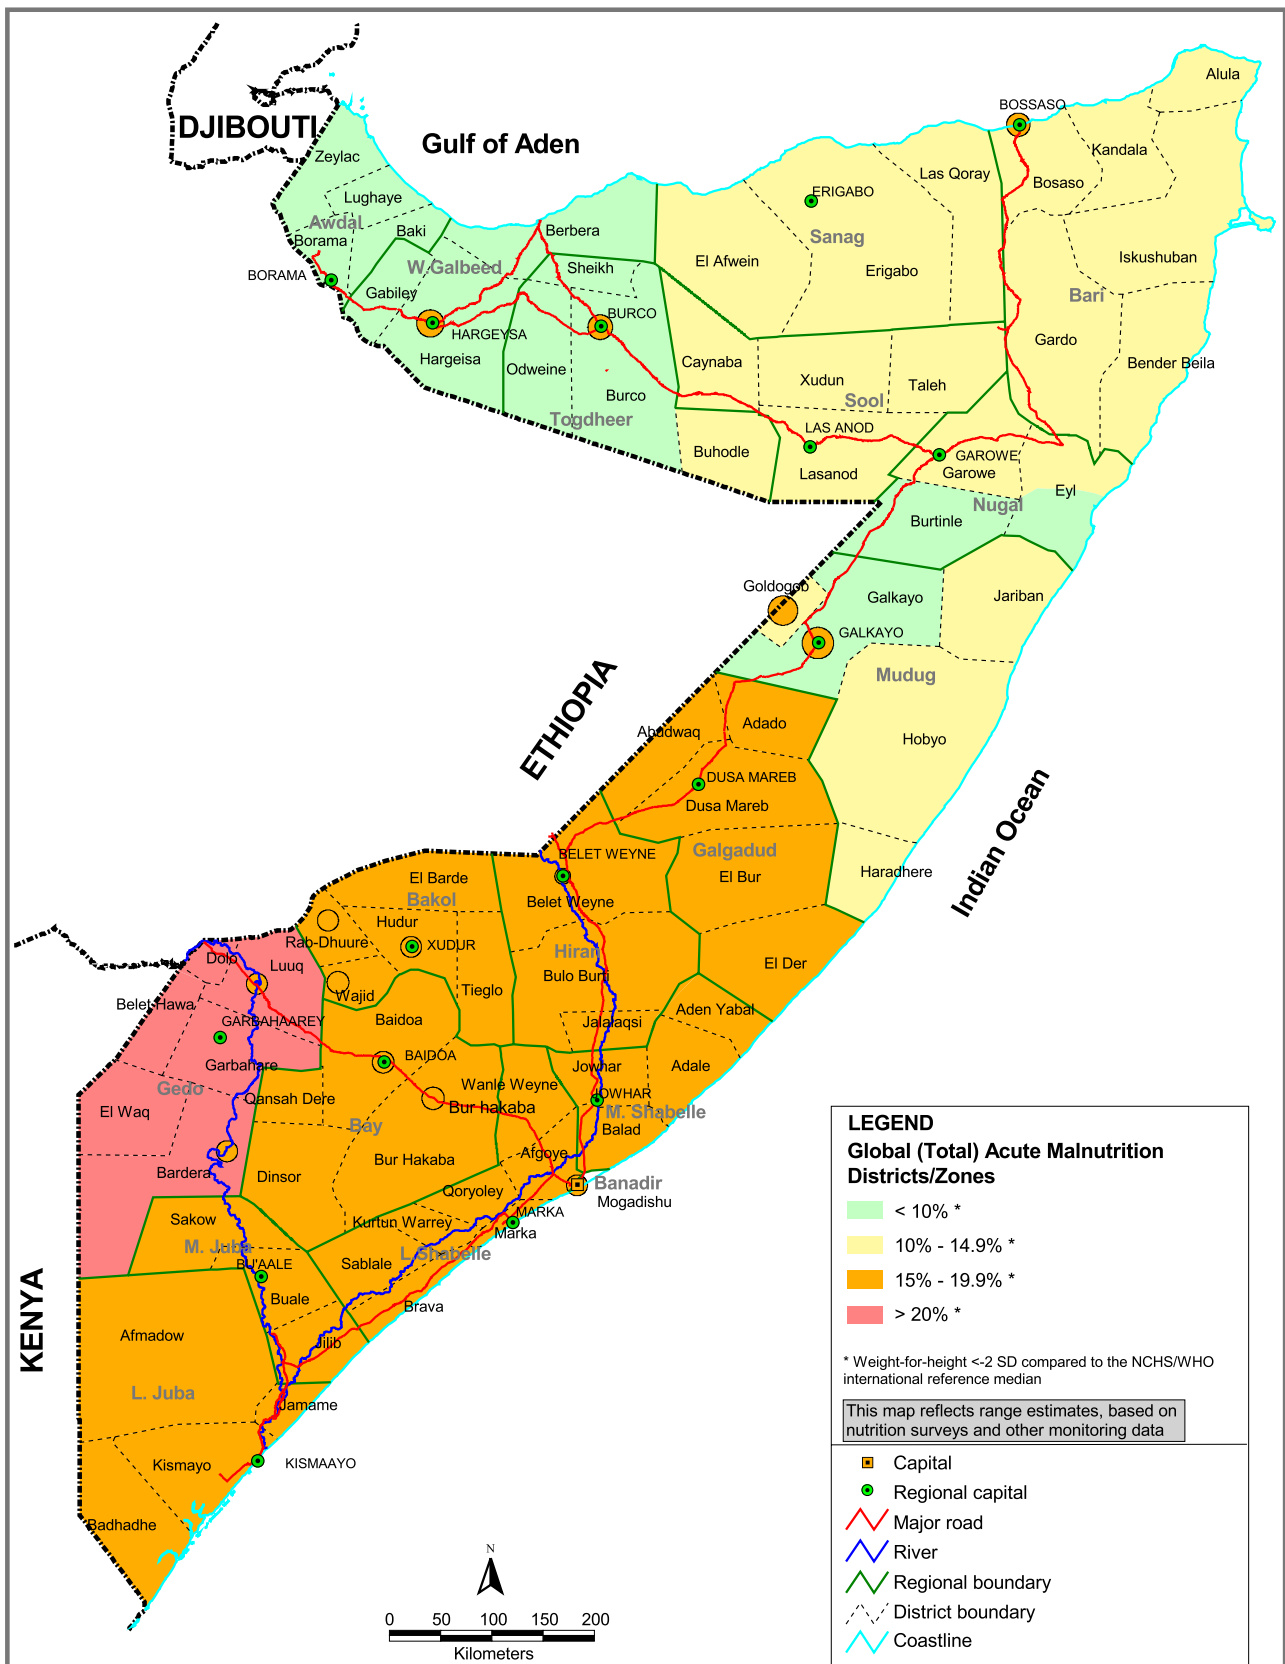 Alula
BOSSASO
DJIBOUTI
Gulf of Aden
Kandala
Zeylac
Las Qoray
Bosaso
ERIGABO
Lughaye
Awdal
Baki
Berbera
Sanag
Borama
El Afwein
Iskushuban
W.Galbeed
Sheikh
Erigabo
BORAMA
Gabiley
Bari
BURCO
HARGEYSA
Gardo
Hargeisa
Odweine
Caynaba
Bender Beila
Xudun
Taleh
Burco
Sool
Togdheer
LAS ANOD
Buhodle
GAROWE
Lasanod
Garowe
Eyl
Nugal
Burtinle
Goldogob
Galkayo
Jariban
GALKAYO
Mudug
ETHIOPIA
Abudwaq
Adado
Hobyo
DUSA MAREB
Dusa Mareb
Indian Ocean
BELET WEYNE
Galgadud
El Barde
El Bur
Haradhere
Bakol
Belet Weyne
Hudur
Rab-Dhuure
XUDUR
Hiran
Dolo
Luuq
El Der
Bulo Burti
Wajid
Tieglo
Belet Hawa
Aden Yabal
GARBAHAAREY
Baidoa
Jalalaqsi
BAIDOA
Garbahare
Jowhar
Adale
Gedo
Wanle Weyne
JOWHAR
Qansah Dere
El Waq
Bur hakaba
M. Shabelle
Bay
Balad
Afgoye
Bur Hakaba
Bardera
Dinsor
Banadir
Qoryoley
Mogadishu
MARKA
Sakow
Kurtun Warrey
Marka
M. Juba
L.Shabelle
BU'AALE
Sablale
Buale
Brava
KENYA
Afmadow
Jilib
L. Juba
Jamame
Kismayo
KISMAAYO
Badhadhe
N
0 50 100 150 200
Kilometers
LEGEND
Global (Total) Acute Malnutrition
Districts/Zones
< 10% *
10% - 14.9% *
15% - 19.9% *
> 20% *
* Weight-for-height <-2 SD compared to the NCHS/WHO
international reference median
This map reflects range estimates, based on
nutrition surveys and other monitoring data
Capital
Regional capital
Major road
River
Regional boundary
District boundary
Coastline